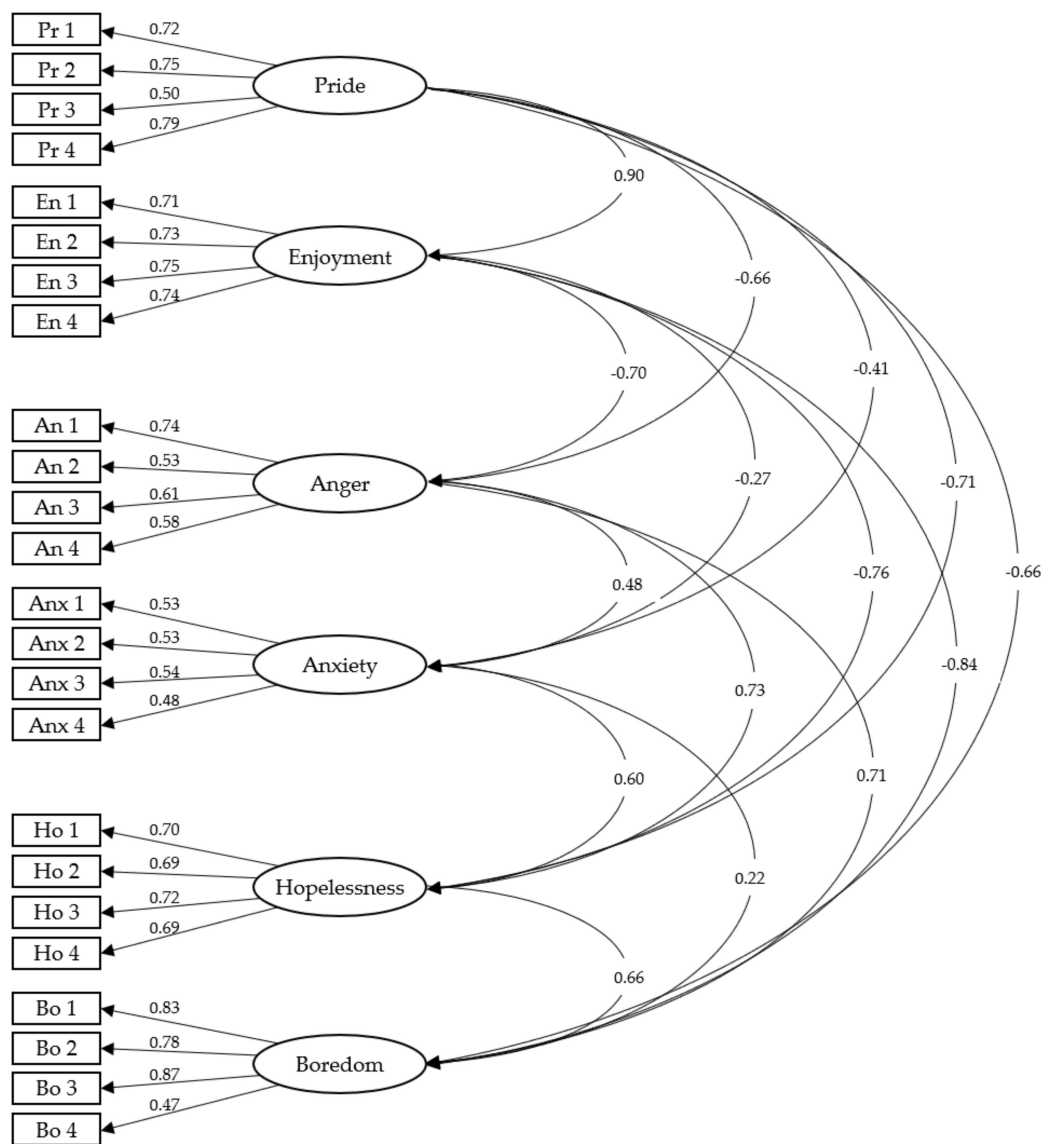 Pr 1
0.72
Pr 2
0.75
Pride
Pr 3
0.50
Pr 4
0.79
0.90
En 1
0.71
En 2
0.73
Enjoyment
En 3
0.75
En 4
0.74
-0.66
-0.70
-0.41
An 1
0.74
An 2
0.53
Anger
An 3
0.61
An 4
0.58
-0.27
-0.71
0.48
-0.76
-0.66
Anx 1
0.53
Anx 2
0.53
Anxiety
Anx 3
0.54
Anx 4
0.48
-0.84
0.73
0.60
0.71
Ho 1
0.70
Ho 2
0.69
Hopelessness
Ho 3
0.72
Ho 4
0.69
0.22
0.66
Bo 1
0.83
Bo 2
0.78
Boredom
Bo 3
0.87
Bo 4
0.47